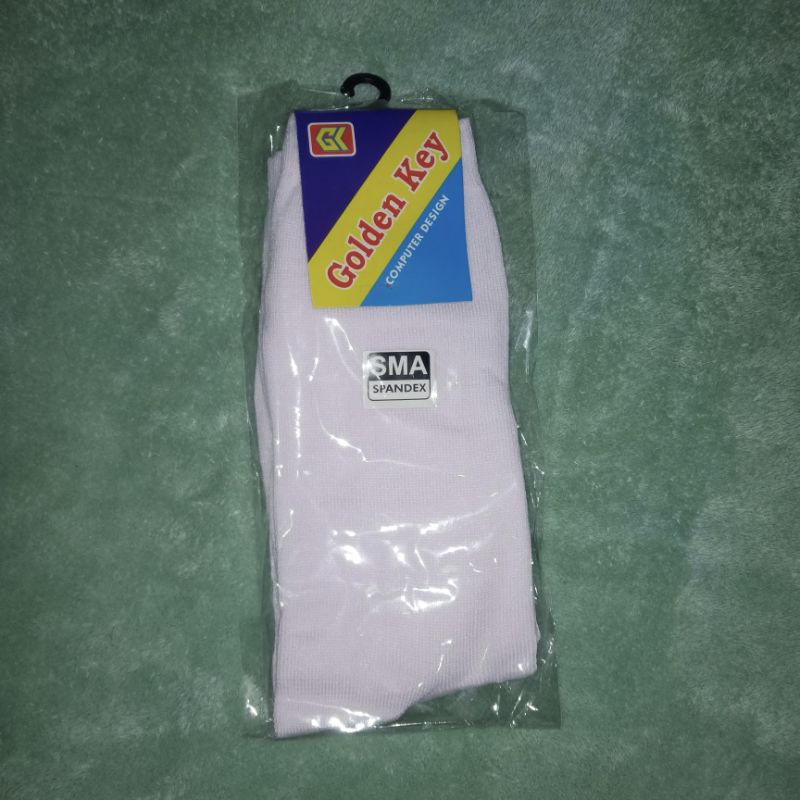 GK
Golden Key
COMPUTER DESIGN
SMA
SPANDEX